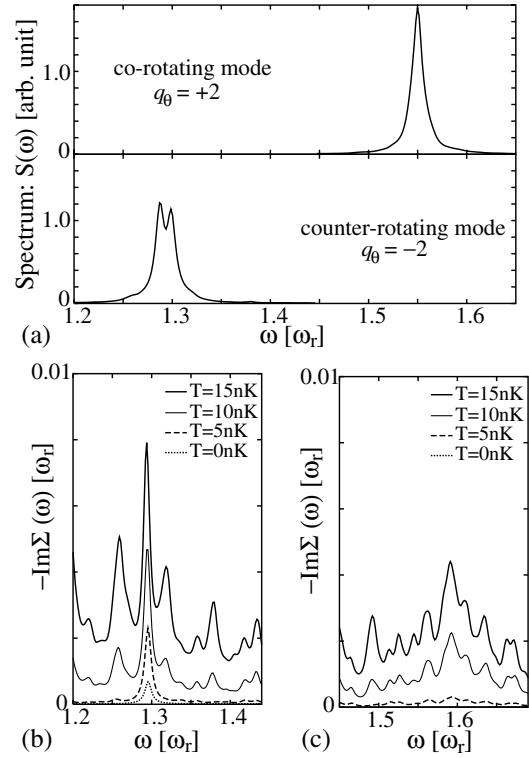 Spectrum: S(ω) [arb. unit]
co-rotating mode
qθ = +2
1.0
0
counter-rotating mode
qθ = −2
1.0
0
1.2 1.3 1.4 1.5 1.6
(a) ω [ωr]
0.01
T=15nK
T=10nK
T=5nK
T=0nK
−ImΣ (ω) [ωr]
0
1.2 1.3 1.4
(b) ω [ωr]
0.01
T=15nK
T=10nK
T=5nK
T=0nK
−ImΣ (ω) [ωr]
0
1.5 1.6
(c) ω [ωr]